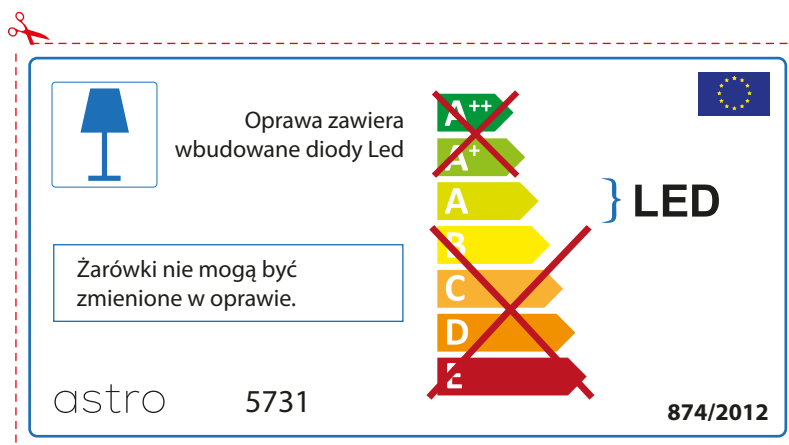 Oprawa zawiera
wbudowane diody Led
A++
A+
A
B
C
D
E
LED
Żarówki nie mogą być
zmienione w oprawie.
astro 5731
874/2012